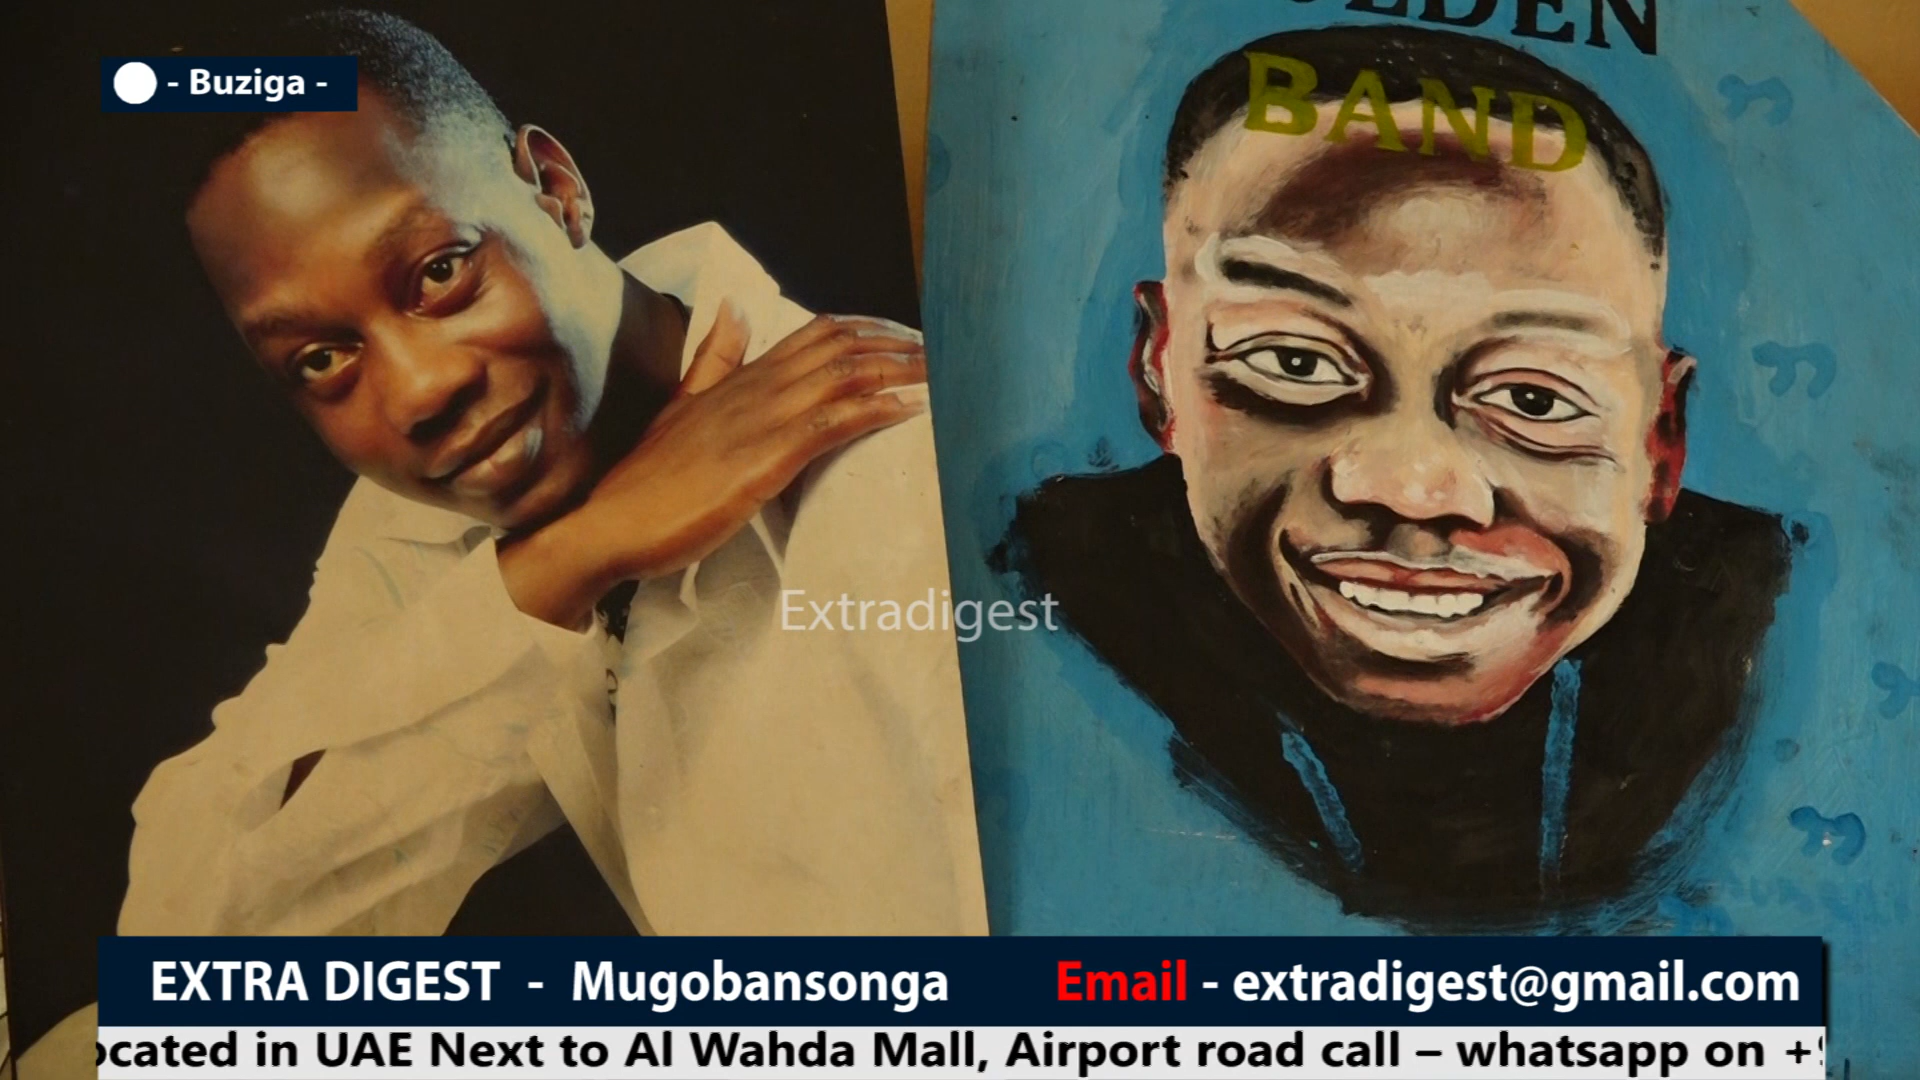 - Buziga -
BAND
Extradigest
EXTRA DIGEST - Mugobansonga
Email - extradigest@gmail.com
in UAE Next to Al Wahda Mall, Airport road call – whatsapp on +